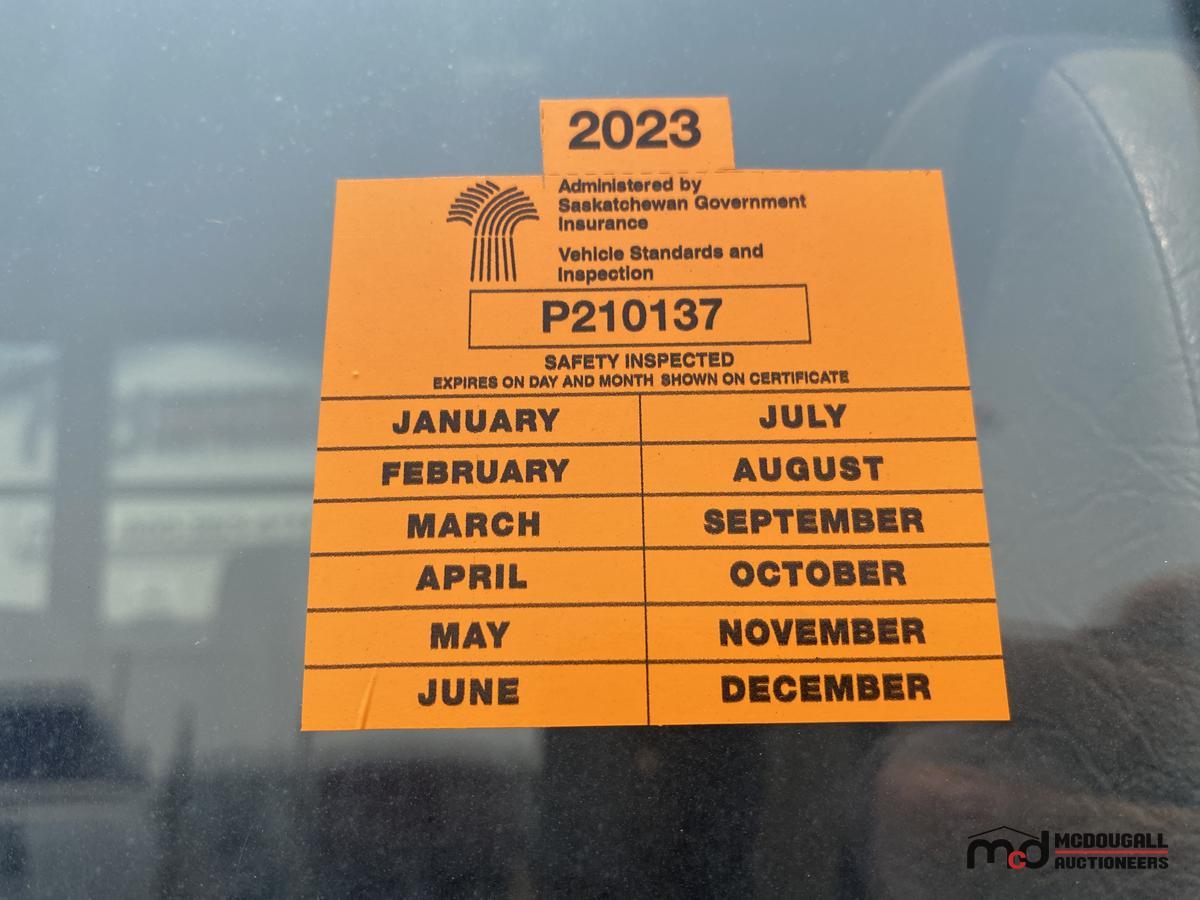 2023
Administered by
Saskatchewan Government
Insurance
Vehicle Standards and
Inspection
P210137
SAFETY INSPECTED
EXPIRES ON DAY AND MONTH SHOWN ON CERTIFICATE
JANUARY JULY
FEBRUARY AUGUST
MARCH SEPTEMBER
APRIL OCTOBER
MAY NOVEMBER
JUNE DECEMBER
mcd MCDOUGALL
AUCTIONEERS